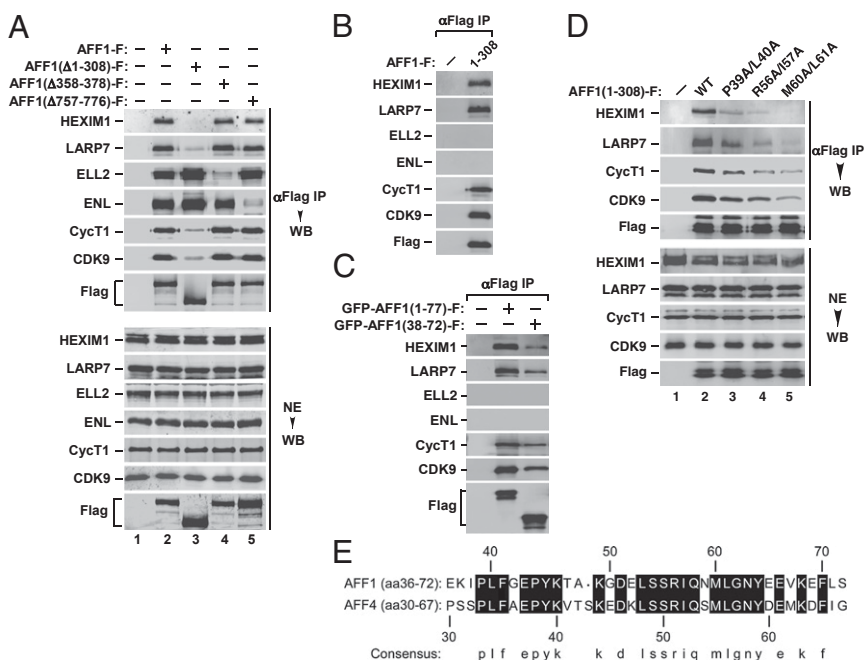 A
AFF1-F: – + – – –
AFF1(Δ1-308)-F: – – + – –
AFF1(Δ358-378)-F: – – – + –
AFF1(Δ757-776)-F: – – – – +
HEXIM1
LARP7
ELL2
ENL
CycT1
CDK9
Flag
αFlag IP
WB
HEXIM1
LARP7
ELL2
ENL
CycT1
CDK9
Flag
NE
WB
1 2 3 4 5
B
αFlag IP
AFF1-F: / 1-308
HEXIM1
LARP7
ELL2
ENL
CycT1
CDK9
Flag
C
αFlag IP
GFP-AFF1(1-77)-F: – + –
GFP-AFF1(38-72)-F: – – +
HEXIM1
LARP7
ELL2
ENL
CycT1
CDK9
Flag
D
AFF1(1-308)-F: / WT P39A/L40A R56A/I57A M60A/L61A
HEXIM1
LARP7
CycT1
CDK9
Flag
αFlag IP
WB
HEXIM1
LARP7
CycT1
CDK9
Flag
NE
WB
1 2 3 4 5
E
40 50 60 70
AFF1 (aa36-72): EKIPLFGEPYKTA.KGDELSSRIQNMLGNYEEVKEFLS
AFF4 (aa30-67): PSSPLFAEPYKVTSKEDELSSRIQSMLGNYDEMKDFIG
30 40 50 60
Consensus: plf epyk k d lssriq mlgny e k f